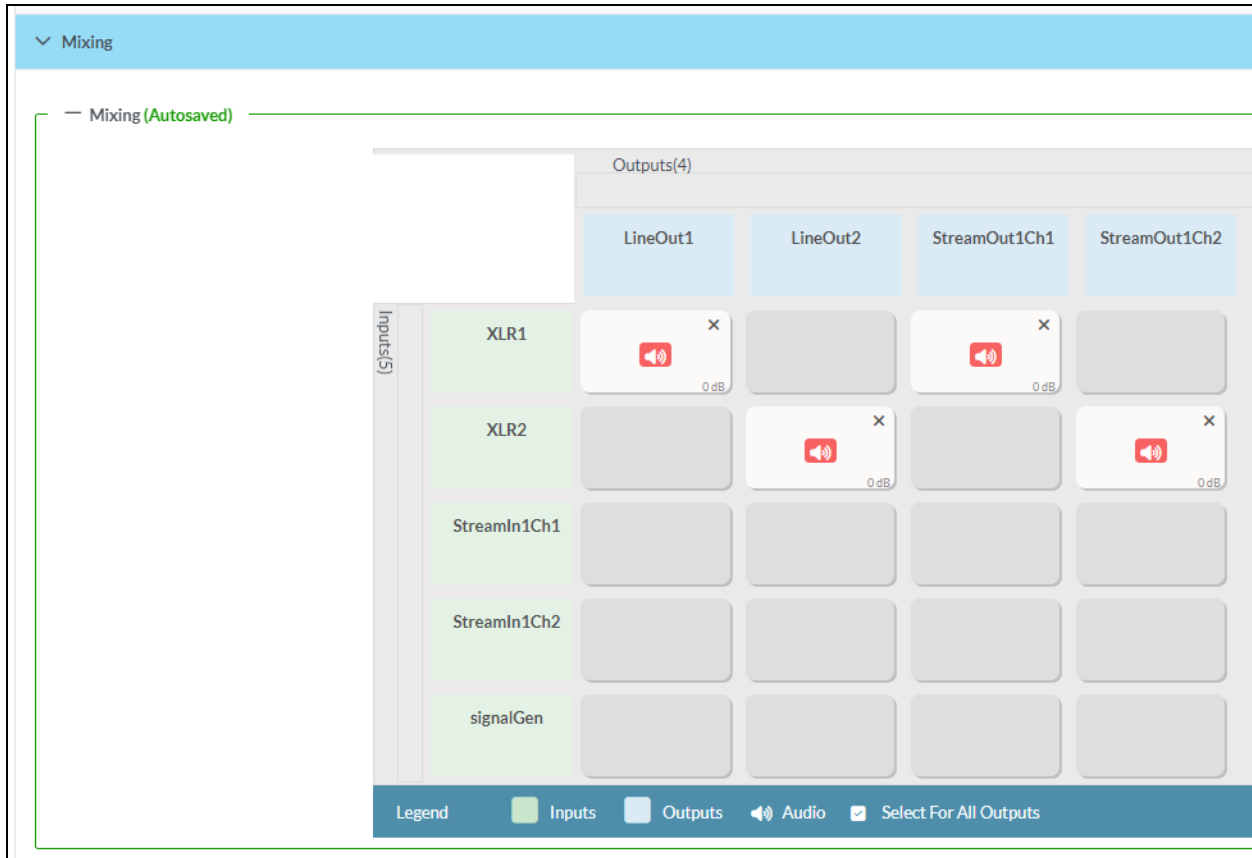 Mixing
Mixing (Autosaved)
Outputs(4)
LineOut1 LineOut2 StreamOut1Ch1 StreamOut1Ch2
Inputs(5)
XLR1
0 dB 0 dB
XLR2
0 dB 0 dB
StreamIn1Ch1
StreamIn1Ch2
signalGen
Legend Inputs Outputs Audio Select For All Outputs